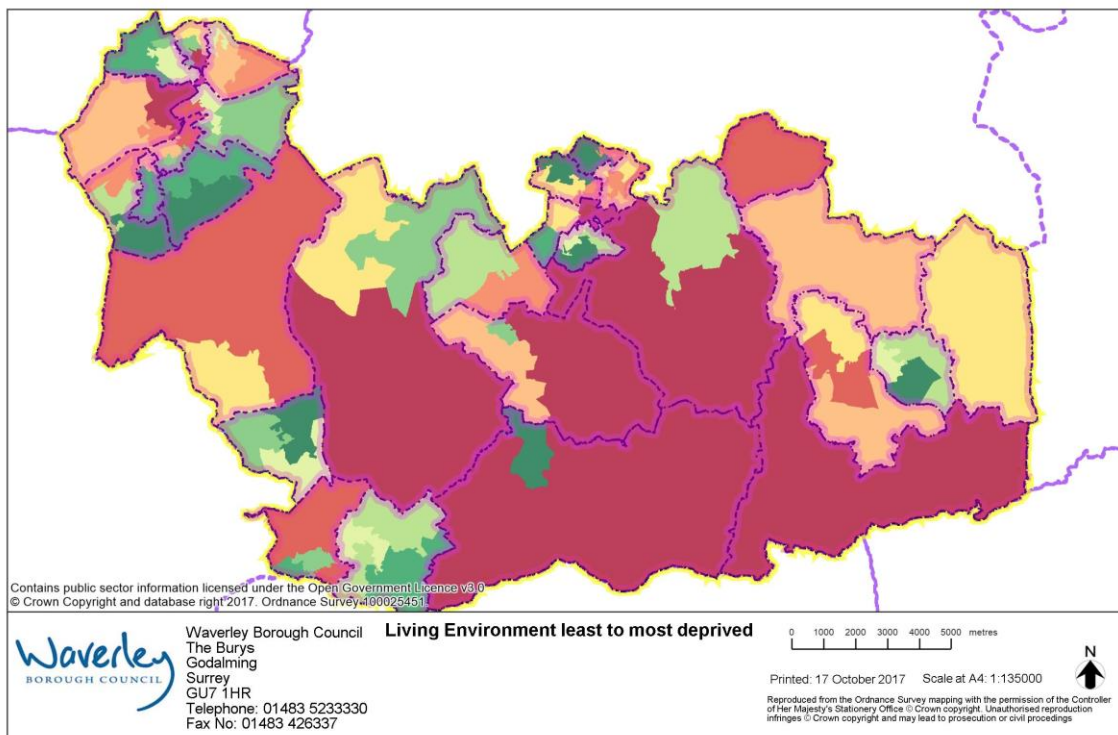 Contains public sector information licensed under the Open Government Licence v3.0
© Crown Copyright and database right 2017. Ordnance Survey 100025451.
Waverley
BOROUGH COUNCIL
Waverley Borough Council
The Burys
Godalming
Surrey
GU7 1HR
Telephone: 01483 5233330
Fax No: 01483 426337
Living Environment least to most deprived
0 1000 2000 3000 4000 5000 metres
N
Printed: 17 October 2017 Scale at A4: 1:135000
Reproduced from the Ordnance Survey mapping with the permission of the Controller
of Her Majesty's Stationery Office © Crown copyright. Unauthorised reproduction
infringes © Crown copyright and may lead to prosecution or civil procedings